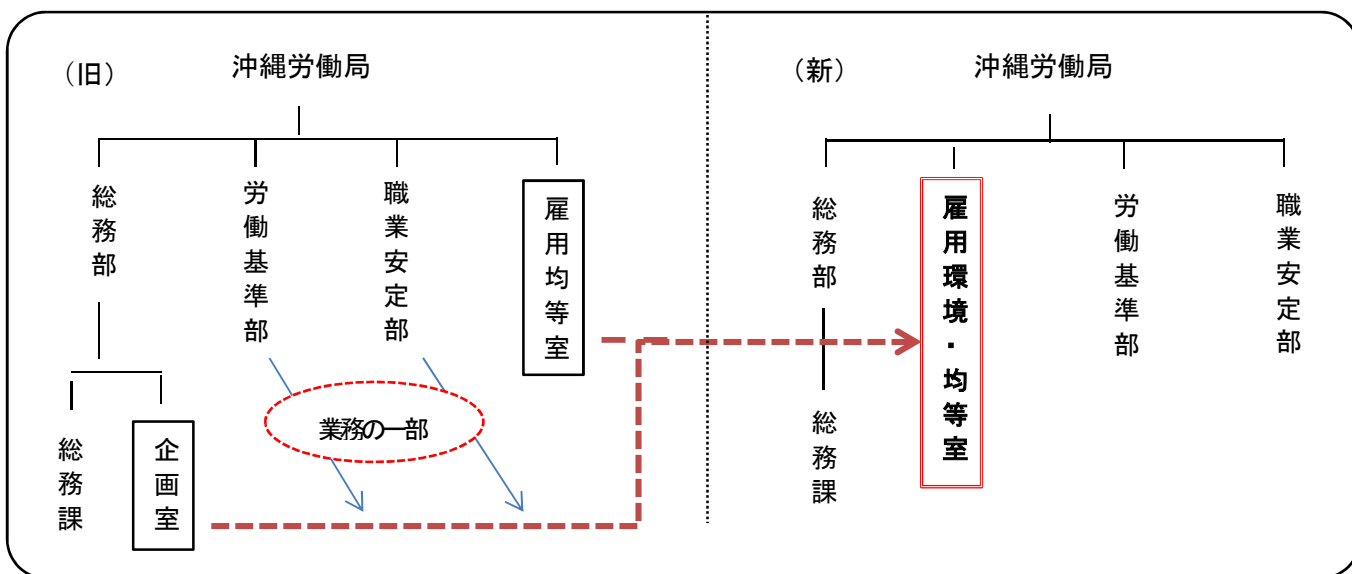 （旧）
沖縄労働局
総務部
労働基準部
職業安定部
雇用均等室
業務の一部
総務課
企画室
（新）
沖縄労働局
総務部
雇用環境・均等室
労働基準部
職業安定部
総務課